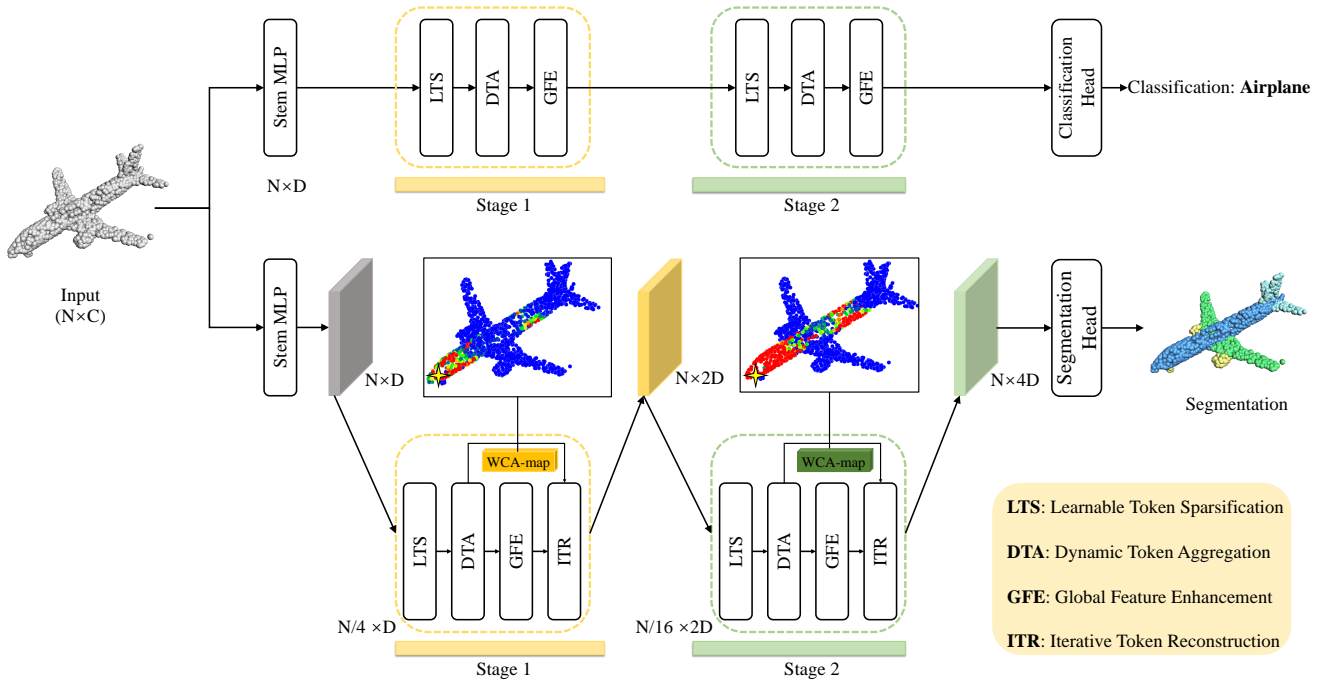 Stem MLP
LTS
DTA
GFE
LTS
DTA
GFE
Classification
Head
Classification: Airplane
N×D
Stage 1
Stage 2
Input
(N×C)
Stem MLP
N×D
N×2D
N×4D
Segmentation
Head
Segmentation
WCA-map
LTS
DTA
GFE
ITR
N/4 ×D
Stage 1
WCA-map
LTS
DTA
GFE
ITR
N/16 ×2D
Stage 2
LTS: Learnable Token Sparsification
DTA: Dynamic Token Aggregation
GFE: Global Feature Enhancement
ITR: Iterative Token Reconstruction